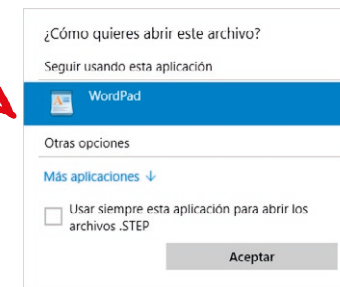 ¿Cómo quieres abrir este archivo?
Seguir usando esta aplicación
WordPad
Otras opciones
Más aplicaciones ↓
Usar siempre esta aplicación para abrir los
archivos .STEP
Aceptar